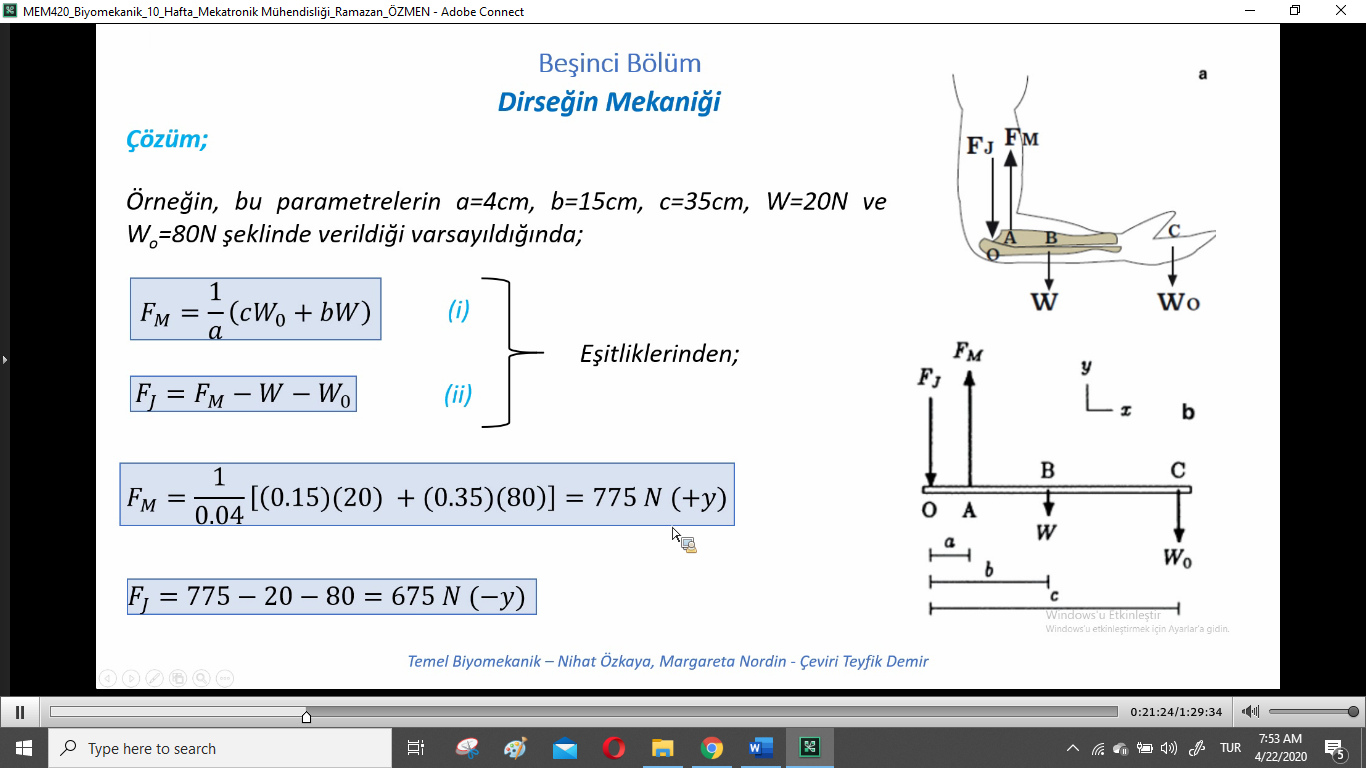 MEM420_Biyomekanik_10_Hafta_Mekatronik Mühendisliği_Ramazan_ÖZMEN - Adobe Connect
Beşinci Bölüm
Dirseğin Mekaniği
Çözüm;
Örneğin, bu parametrelerin a=4cm, b=15cm, c=35cm, W=20N ve
Wo=80N şeklinde verildiği varsayıldığında;
F_M = 1/a (cW_0 + bW) (i)
Eşitliklerinden;
F_J = F_M − W − W_0 (ii)
F_M = 1/0.04 [(0.15)(20) + (0.35)(80)] = 775 N (+y)
F_J = 775 − 20 − 80 = 675 N (−y)
a
FJ FM
A B C
O
W WO
F_M
F_J
y
x
b
B C
O A
W
W_0
a
b
c
Windows'u Etkinleştir
Windows'u etkinleştirmek için Ayarlar'a gidin.
Temel Biyomekanik – Nihat Özkaya, Margareta Nordin - Çeviri Teyfik Demir
0:21:24/1:29:34
Type here to search
TUR
7:53 AM
4/22/2020
5